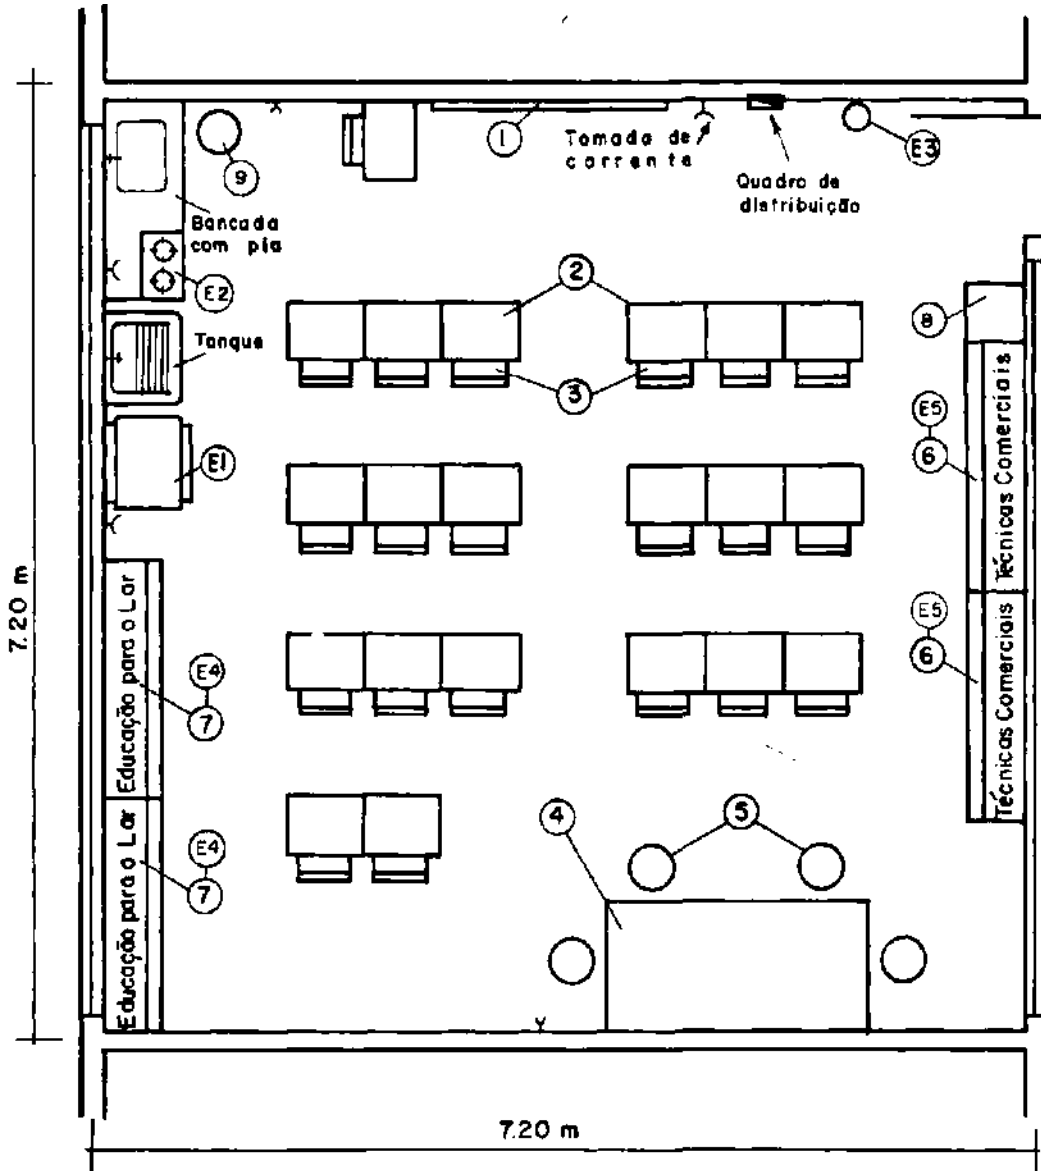 1
Tomada de
corrente
E3
9
Quadro de
distribuição
Bancada
com pia
E2
2
8
Tanque
3
E5
6
Técnicas Comerciais
E1
7.20 m
Educação para o Lar
E4
7
E5
6
Técnicas Comerciais
4
5
E4
7
Educação para o Lar
7.20 m